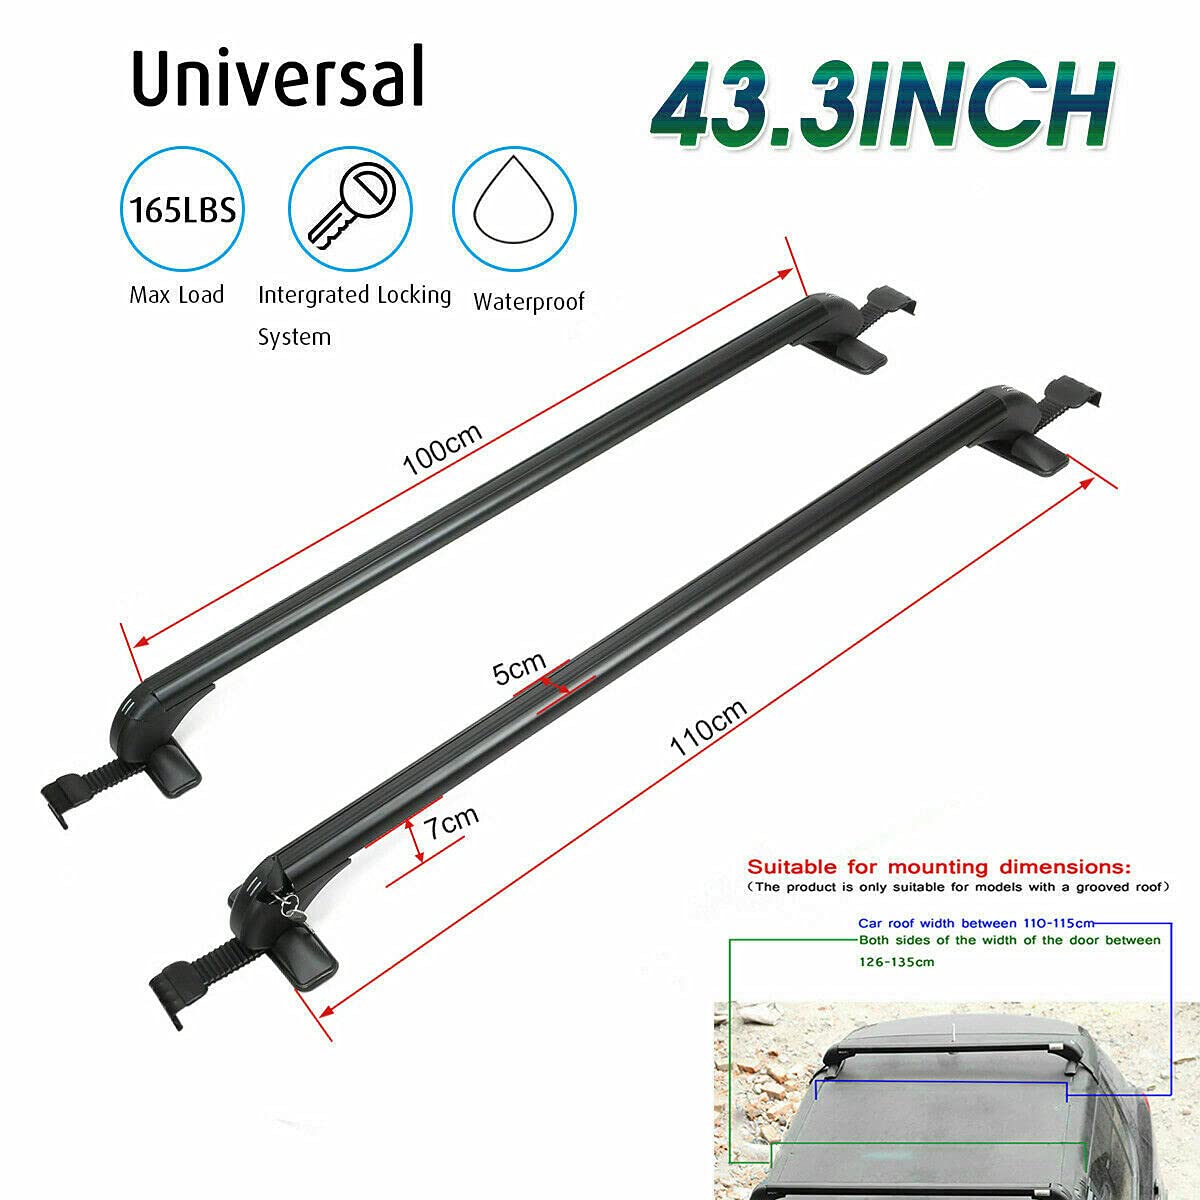 Universal
43.3INCH
165LBS
Max Load
Intergrated Locking
System
Waterproof
100cm
5cm
110cm
7cm
Suitable for mounting dimensions:
(The product is only suitable for models with a grooved roof)
Car roof width between 110-115cm
Both sides of the width of the door between
126-135cm